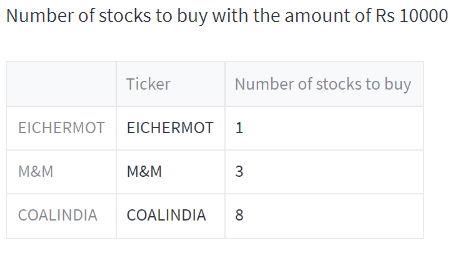 Number of stocks to buy with the amount of Rs 10000
Ticker Number of stocks to buy
EICHERMOT EICHERMOT 1
M&M M&M 3
COALINDIA COALINDIA 8